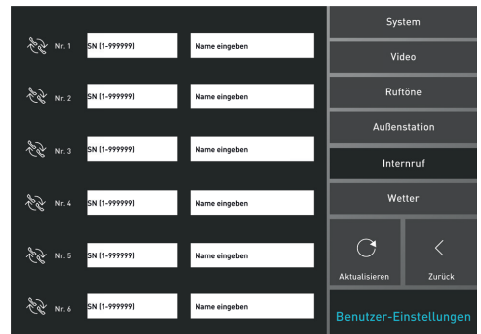 Nr. 1 SN (1-999999) Name eingeben
Nr. 2 SN (1-999999) Name eingeben
Nr. 3 SN (1-999999) Name eingeben
Nr. 4 SN (1-999999) Name eingeben
Nr. 5 SN (1-999999) Name eingeben
Nr. 6 SN (1-999999) Name eingeben
System
Video
Ruftöne
Außenstation
Internruf
Wetter
Aktualisieren Zurück
Benutzer-Einstellungen